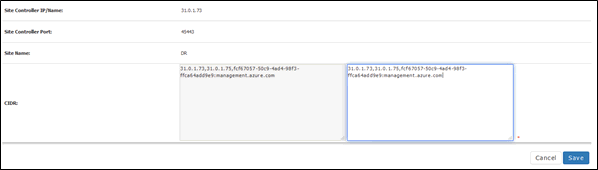 Site Controller IP/Name: 31.0.1.73
Site Controller Port: 45443
Site Name: DR
CIDR:
31.0.1.73,31.0.1.75,fcf67057-50c9-4ad4-98f3-
ffca64add9e9:management.azure.com
31.0.1.73,31.0.1.75,fcf67057-50c9-4ad4-98f3-
ffca64add9e9:management.azure.com
*
Cancel Save